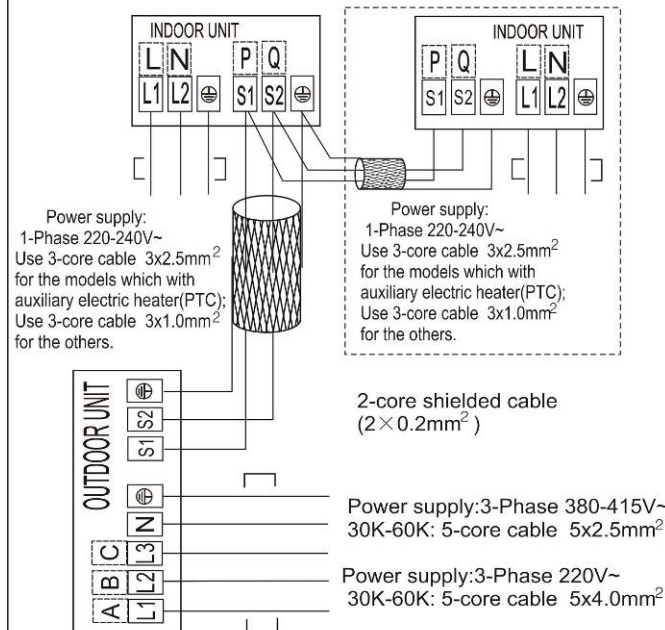 INDOOR UNIT
L N P Q
L1 L2 S1 S2
INDOOR UNIT
P Q L N
S1 S2 L1 L2
Power supply:
1-Phase 220-240V~
Use 3-core cable 3x2.5mm²
for the models which with
auxiliary electric heater(PTC);
Use 3-core cable 3x1.0mm²
for the others.
Power supply:
1-Phase 220-240V~
Use 3-core cable 3x2.5mm²
for the models which with
auxiliary electric heater(PTC);
Use 3-core cable 3x1.0mm²
for the others.
OUTDOOR UNIT
S2
S1
N
C L3
B L2
A L1
2-core shielded cable
(2×0.2mm²)
Power supply:3-Phase 380-415V~
30K-60K: 5-core cable 5x2.5mm²
Power supply:3-Phase 220V~
30K-60K: 5-core cable 5x4.0mm²